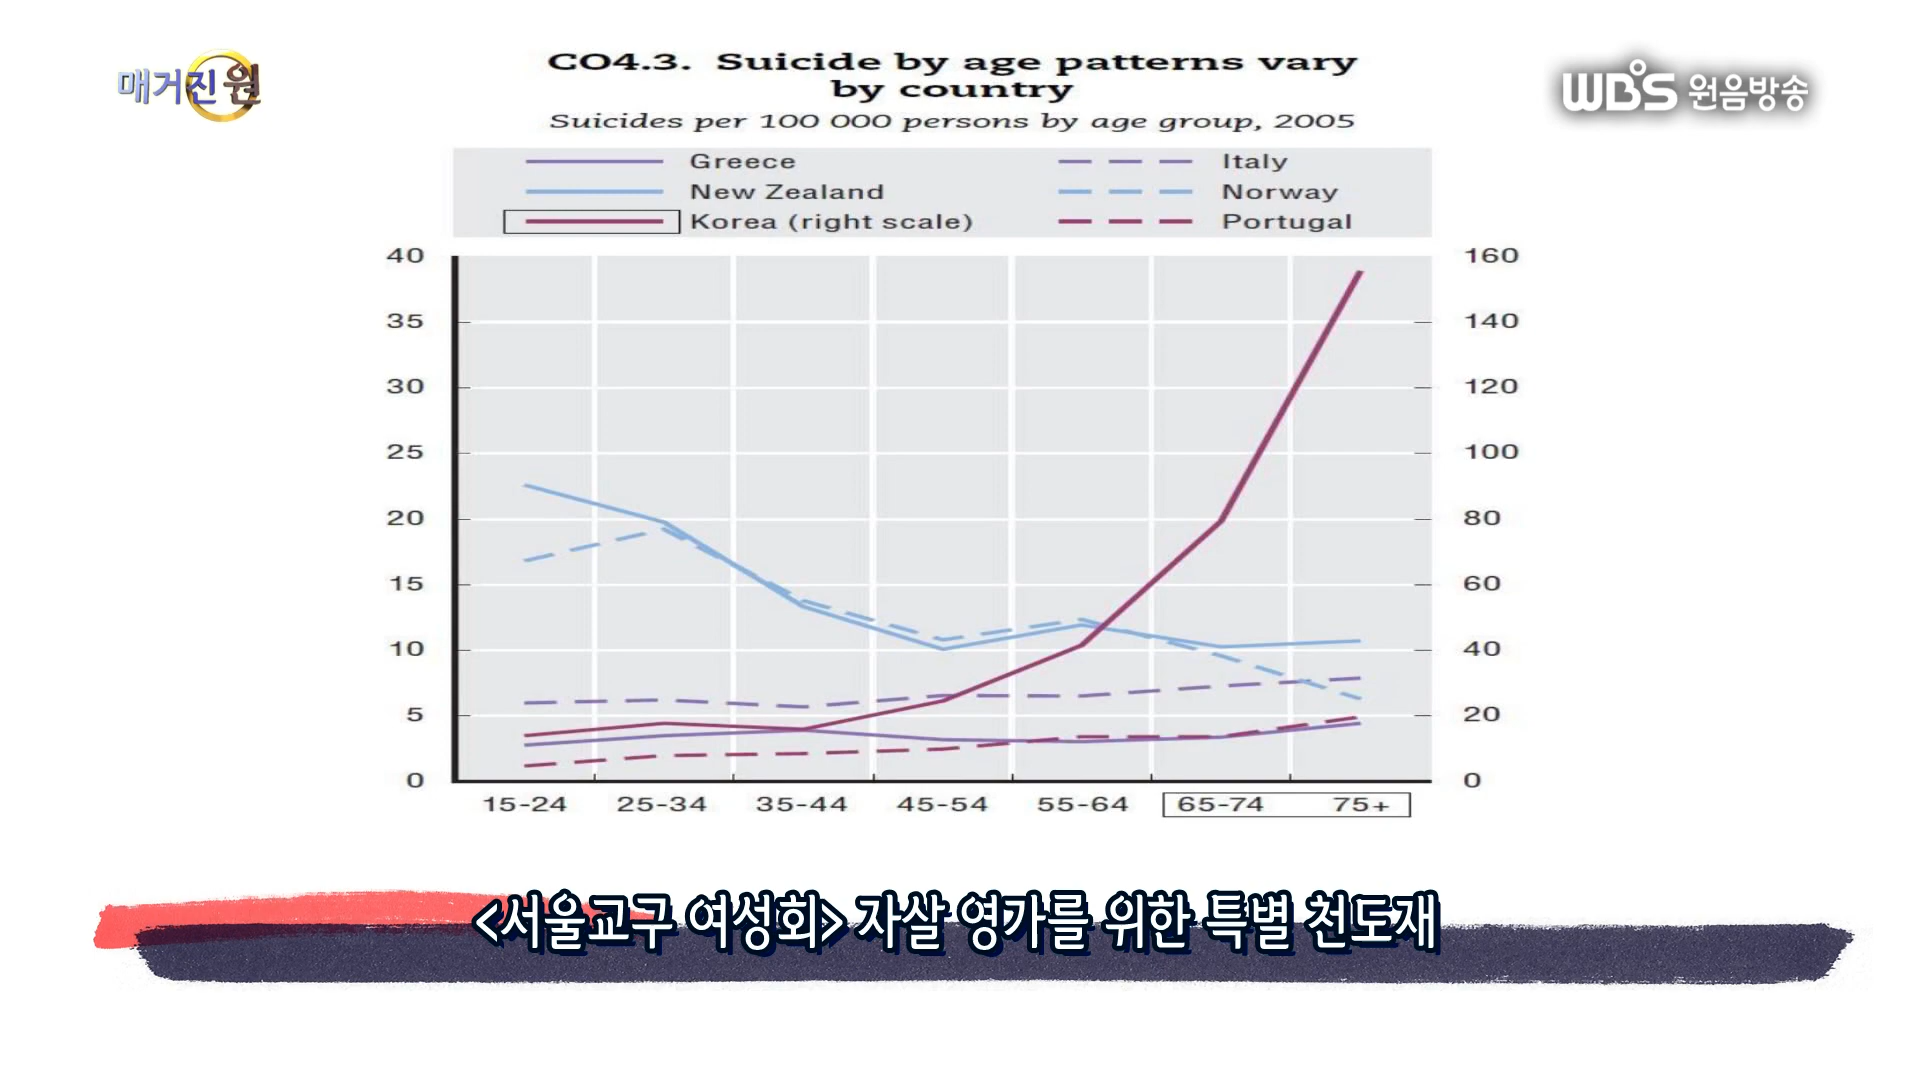 매거진 원
WBS 원음방송
CO4.3. Suicide by age patterns vary
by country
Suicides per 100 000 persons by age group, 2005
Greece
Italy
New Zealand
Norway
Korea (right scale)
Portugal
40
160
35
140
30
120
25
100
20
80
15
60
10
40
5
20
0
0
15-24 25-34 35-44 45-54 55-64 65-74 75+
<서울교구 여성회> 자살 영가를 위한 특별 천도재